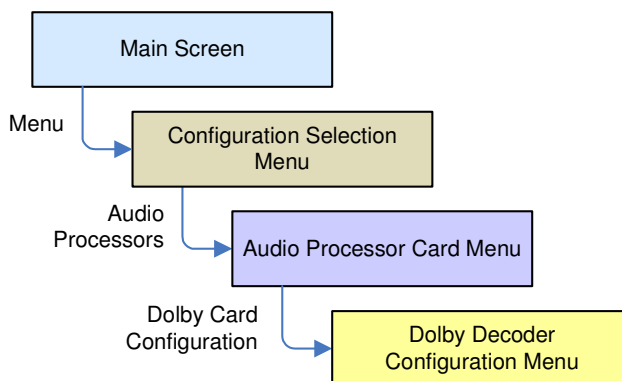 Main Screen
Menu
Configuration Selection
Menu
Audio
Processors
Audio Processor Card Menu
Dolby Card
Configuration
Dolby Decoder
Configuration Menu